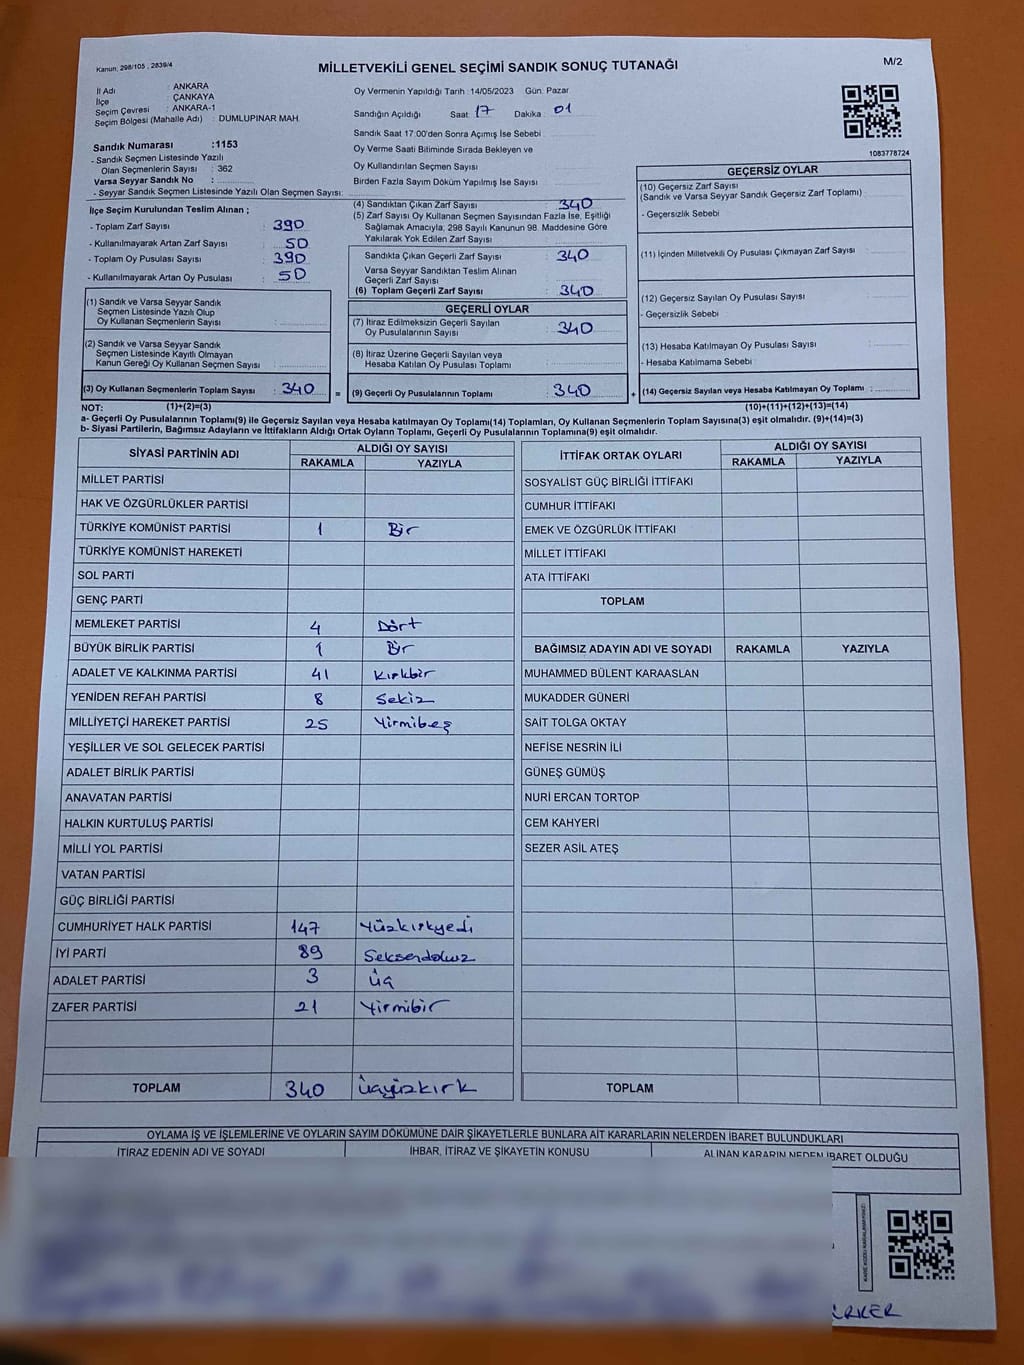 Kanun: 298/105 , 2839/4
MİLLETVEKİLİ GENEL SEÇİMİ SANDIK SONUÇ TUTANAĞI
M/2
İl Adı : ANKARA
İlçe : ÇANKAYA
Seçim Çevresi : ANKARA-1
Seçim Bölgesi (Mahalle Adı) : DUMLUPINAR MAH.
Oy Vermenin Yapıldığı Tarih :14/05/2023 Gün: Pazar
Sandığın Açıldığı Saat 17 Dakika 01
Sandık Saat 17:00'den Sonra Açımış İse Sebebi
Oy Verme Saati Bitiminde Sırada Bekleyen ve
Oy Kullandırılan Seçmen Sayısı
Birden Fazla Sayım Döküm Yapılmış İse Sayısı
1083778724
Sandık Numarası :1153
- Sandık Seçmen Listesinde Yazılı
Olan Seçmenlerin Sayısı : 362
Varsa Seyyar Sandık No :
- Seyyar Sandık Seçmen Listesinde Yazılı Olan Seçmen Sayısı:
İlçe Seçim Kurulundan Teslim Alınan ;
- Toplam Zarf Sayısı : 390
- Kullanılmayarak Artan Zarf Sayısı : 50
- Toplam Oy Pusulası Sayısı : 390
- Kullanılmayarak Artan Oy Pusulası : 50
(1) Sandık ve Varsa Seyyar Sandık
Seçmen Listesinde Yazılı Olup
Oy Kullanan Seçmenlerin Sayısı :
(2) Sandık ve Varsa Seyyar Sandık
Seçmen Listesinde Kayıtlı Olmayan
Kanun Gereği Oy Kullanan Seçmen Sayısı :
(3) Oy Kullanan Seçmenlerin Toplam Sayısı : 340 =
(4) Sandıktan Çıkan Zarf Sayısı : 340
(5) Zarf Sayısı Oy Kullanan Seçmen Sayısından Fazla İse, Eşitliği
Sağlamak Amacıyla; 298 Sayılı Kanunun 98. Maddesine Göre
Yakılarak Yok Edilen Zarf Sayısı :
Sandıkta Çıkan Geçerli Zarf Sayısı : 340
Varsa Seyyar Sandıktan Teslim Alınan
Geçerli Zarf Sayısı :
(6) Toplam Geçerli Zarf Sayısı : 340
GEÇERLİ OYLAR
(7) İtiraz Edilmeksizin Geçerli Sayılan
Oy Pusulalarının Sayısı : 340
(8) İtiraz Üzerine Geçerli Sayılan veya
Hesaba Katılan Oy Pusulası Toplamı :
(9) Geçerli Oy Pusulalarının Toplamı : 340 +
GEÇERSİZ OYLAR
(10) Geçersiz Zarf Sayısı
(Sandık ve Varsa Seyyar Sandık Geçersiz Zarf Toplamı) :
- Geçersizlik Sebebi
(11) İçinden Milletvekili Oy Pusulası Çıkmayan Zarf Sayısı :
(12) Geçersiz Sayılan Oy Pusulası Sayısı :
- Geçersizlik Sebebi
(13) Hesaba Katılmayan Oy Pusulası Sayısı :
- Hesaba Katılmama Sebebi :
(14) Geçersiz Sayılan veya Hesaba Katılmayan Oy Toplamı :
NOT: (1)+(2)=(3) (10)+(11)+(12)+(13)=(14)
a- Geçerli Oy Pusulalarının Toplamı(9) ile Geçersiz Sayılan veya Hesaba katılmayan Oy Toplamı(14) Toplamları, Oy Kullanan Seçmenlerin Toplam Sayısına(3) eşit olmalıdır. (9)+(14)=(3)
b- Siyasi Partilerin, Bağımsız Adayların ve İttifakların Aldığı Ortak Oyların Toplamı, Geçerli Oy Pusulalarının Toplamına(9) eşit olmalıdır.
SİYASİ PARTİNİN ADI ALDIĞI OY SAYISI
RAKAMLA YAZIYLA
MİLLET PARTİSİ
HAK VE ÖZGÜRLÜKLER PARTİSİ
TÜRKİYE KOMÜNİST PARTİSİ 1 Bir
TÜRKİYE KOMÜNİST HAREKETİ
SOL PARTİ
GENÇ PARTİ
MEMLEKET PARTİSİ 4 Dört
BÜYÜK BİRLİK PARTİSİ 1 Bir
ADALET VE KALKINMA PARTİSİ 41 Kırkbir
YENİDEN REFAH PARTİSİ 8 Sekiz
MİLLİYETÇİ HAREKET PARTİSİ 25 Yirmibeş
YEŞİLLER VE SOL GELECEK PARTİSİ
ADALET BİRLİK PARTİSİ
ANAVATAN PARTİSİ
HALKIN KURTULUŞ PARTİSİ
MİLLİ YOL PARTİSİ
VATAN PARTİSİ
GÜÇ BİRLİĞİ PARTİSİ
CUMHURİYET HALK PARTİSİ 147 Yüzkırkyedi
İYİ PARTİ 89 Seksendokuz
ADALET PARTİSİ 3 Üç
ZAFER PARTİSİ 21 Yirmibir
TOPLAM 340 Üçyüzkırk
İTTİFAK ORTAK OYLARI ALDIĞI OY SAYISI
RAKAMLA YAZIYLA
SOSYALİST GÜÇ BİRLİĞİ İTTİFAKI
CUMHUR İTTİFAKI
EMEK VE ÖZGÜRLÜK İTTİFAKI
MİLLET İTTİFAKI
ATA İTTİFAKI
TOPLAM
BAĞIMSIZ ADAYIN ADI VE SOYADI RAKAMLA YAZIYLA
MUHAMMED BÜLENT KARAASLAN
MUKADDER GÜNERİ
SAİT TOLGA OKTAY
NEFİSE NESRİN İLİ
GÜNEŞ GÜMÜŞ
NURİ ERCAN TORTOP
CEM KAHYERİ
SEZER ASİL ATEŞ
TOPLAM
OYLAMA İŞ VE İŞLEMLERİNE VE OYLARIN SAYIM DÖKÜMÜNE DAİR ŞİKAYETLERLE BUNLARA AİT KARARLARIN NELERDEN İBARET BULUNDUKLARI
İTİRAZ EDENİN ADI VE SOYADI İHBAR, İTİRAZ VE ŞİKAYETİN KONUSU ALINAN KARARIN NEDEN İBARET OLDUĞU